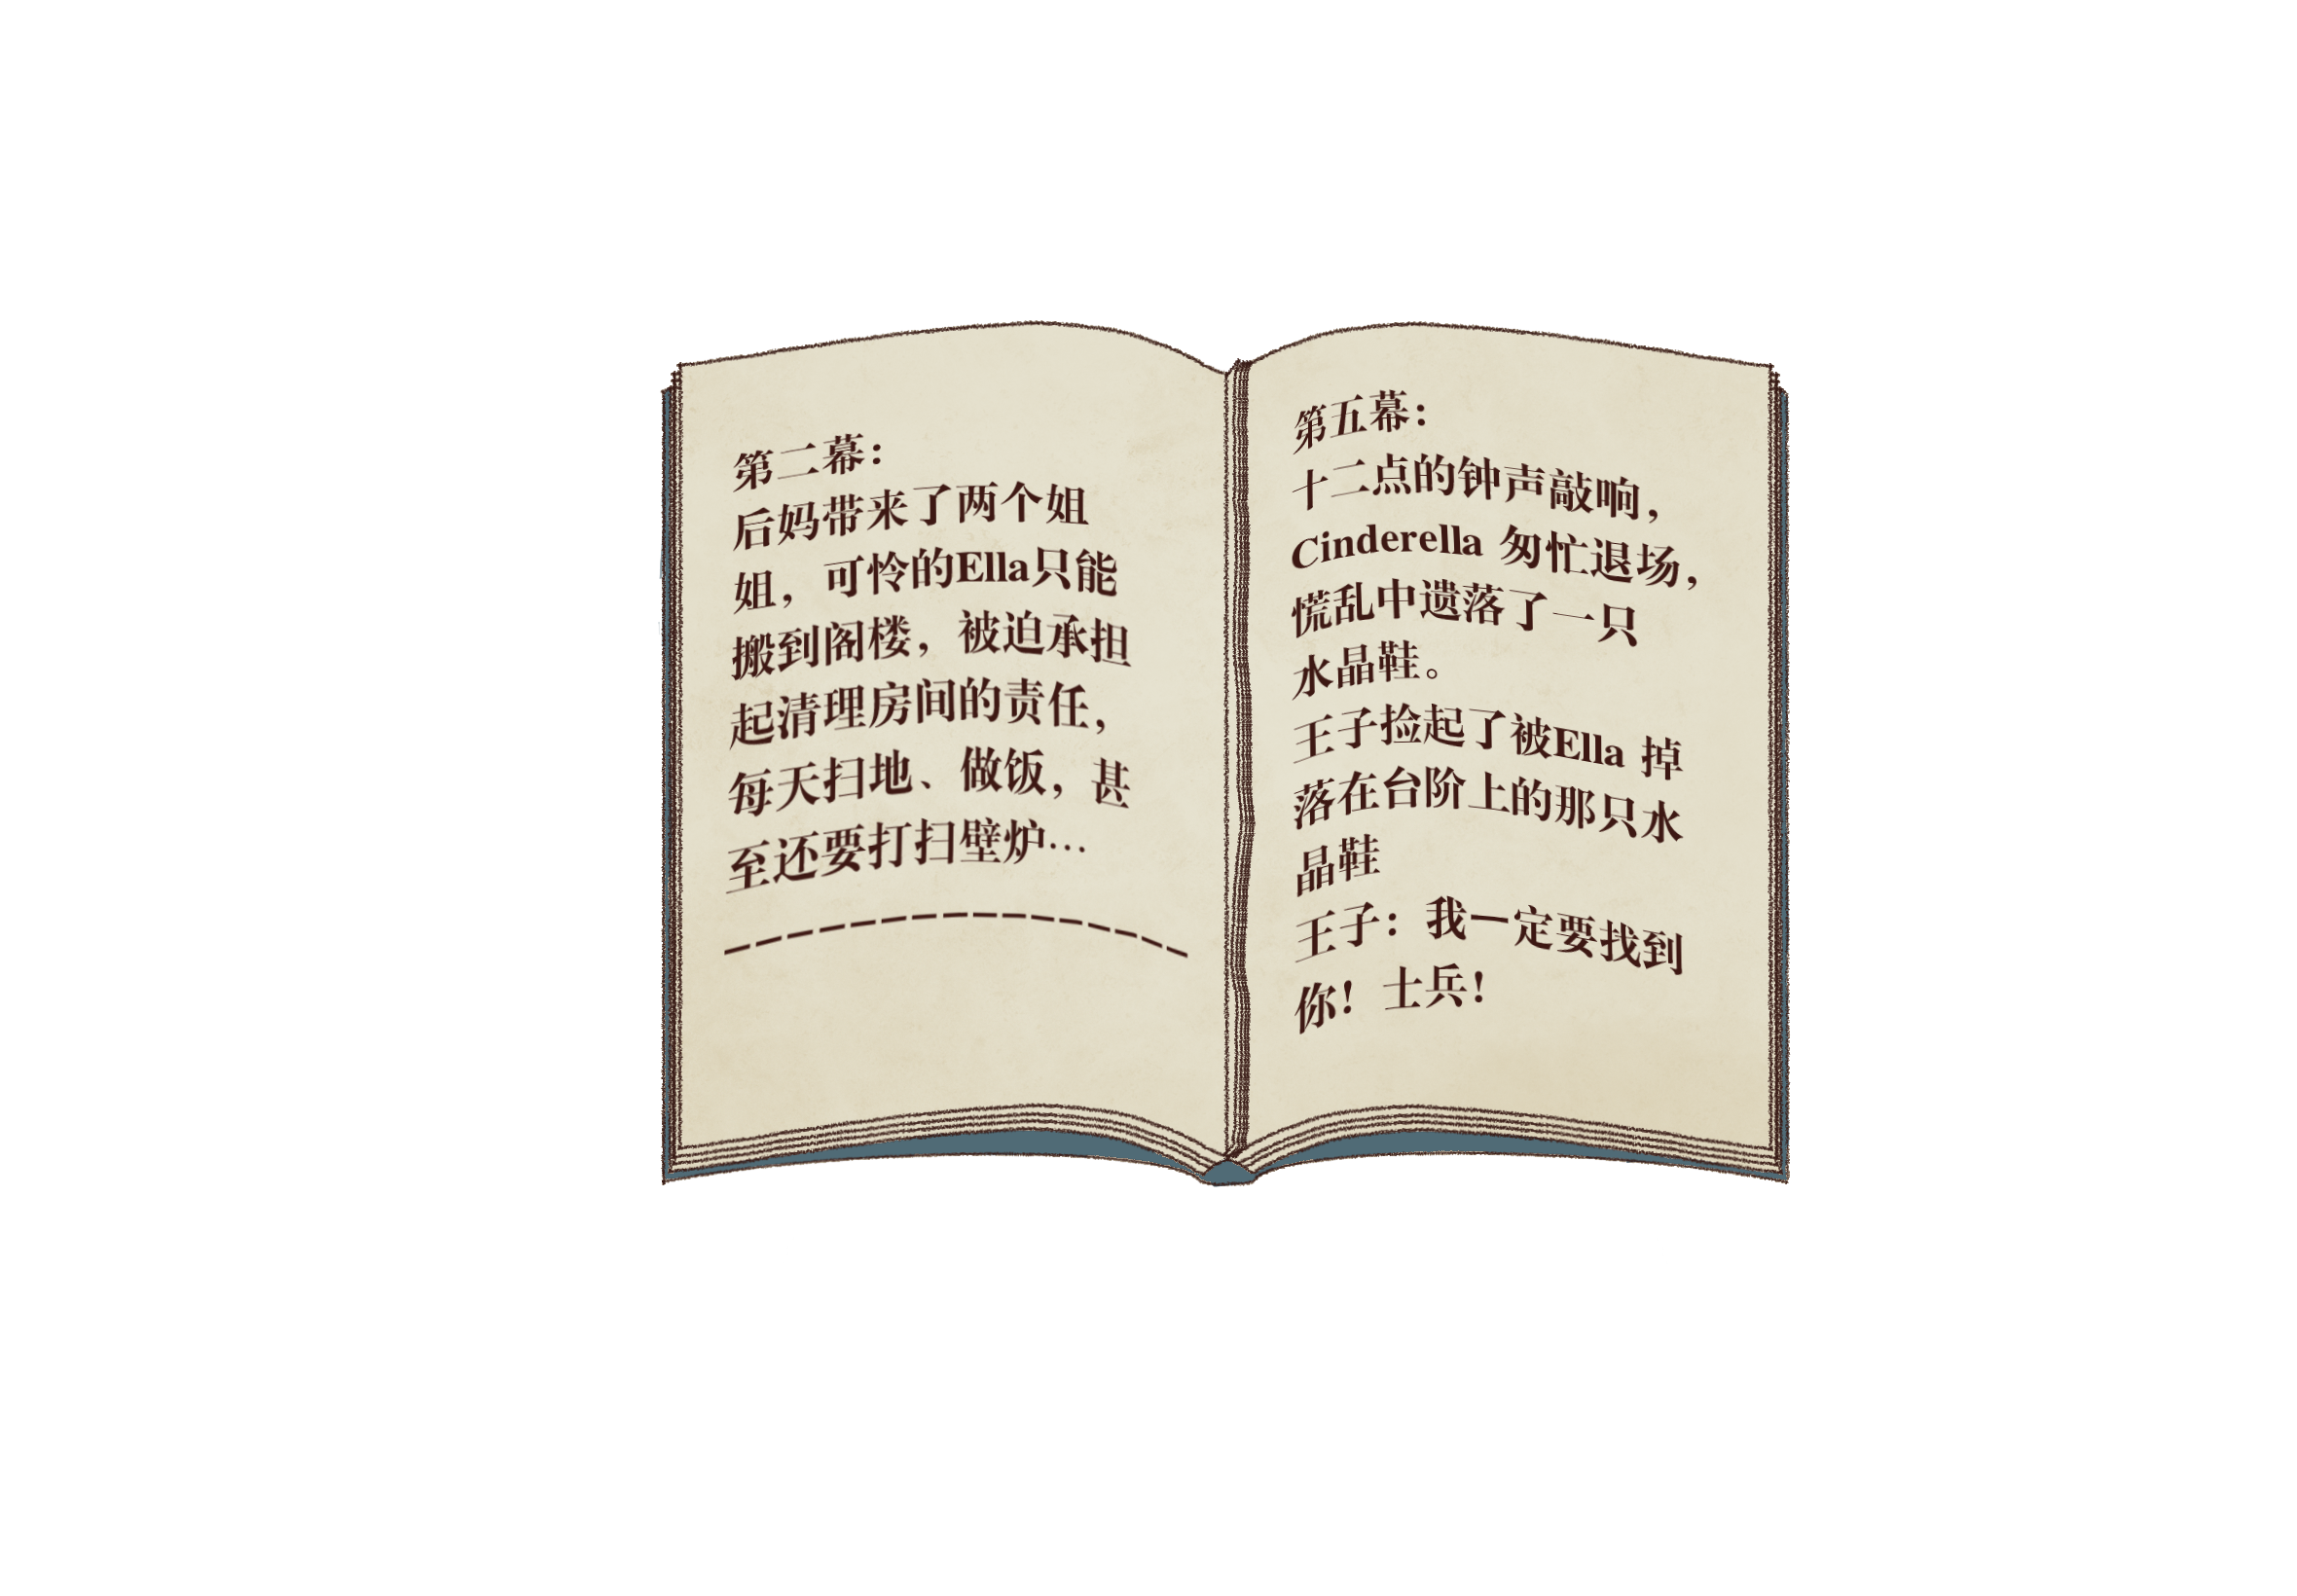 第二幕：
后妈带来了两个姐
姐，可怜的Ella只能
搬到阁楼，被迫承担
起清理房间的责任，
每天扫地、做饭，甚
至还要打扫壁炉…
第五幕：
十二点的钟声敲响，
Cinderella 匆忙退场，
慌乱中遗落了一只
水晶鞋。
王子捡起了被Ella 掉
落在台阶上的那只水
晶鞋
王子：我一定要找到
你！士兵！